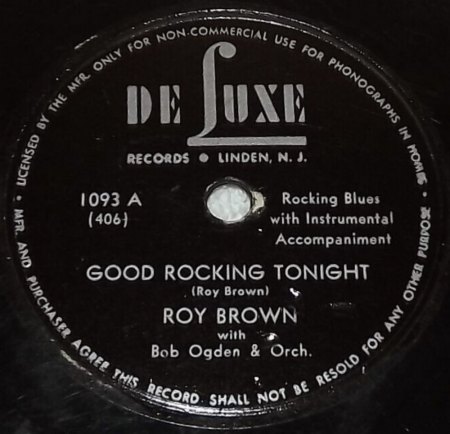 LICENSED BY THE MFR. ONLY FOR NON-COMMERCIAL USE FOR PHONOGRAPHS IN HOMES
DE LUXE
RECORDS • LINDEN, N. J.
1093 A
(406)
Rocking Blues
with Instrumental
Accompaniment
GOOD ROCKING TONIGHT
(Roy Brown)
ROY BROWN
with
Bob Ogden & Orch.
• MFR. AND PURCHASER AGREE THIS RECORD SHALL NOT BE RESOLD FOR ANY OTHER PURPOSE •